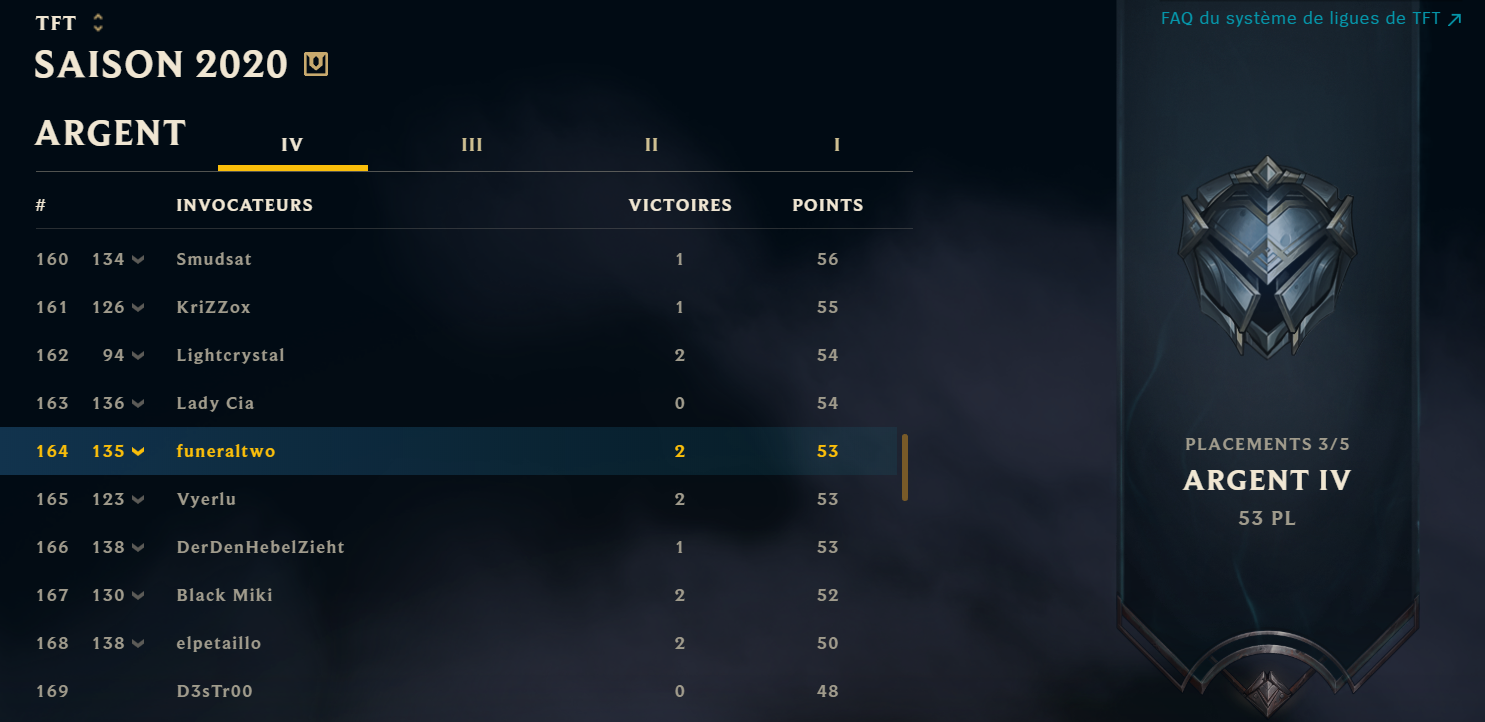 TFT
FAQ du système de ligues de TFT
SAISON 2020
ARGENT IV III II I
# INVOCATEURS VICTOIRES POINTS
160 134 Smudsat 1 56
161 126 KriZZox 1 55
162 94 Lightcrystal 2 54
163 136 Lady Cia 0 54
164 135 funeraltwo 2 53
165 123 Vyerlu 2 53
166 138 DerDenHebelZieht 1 53
167 130 Black Miki 2 52
168 138 elpetaillo 2 50
169 D3sTr00 0 48
PLACEMENTS 3/5
ARGENT IV
53 PL